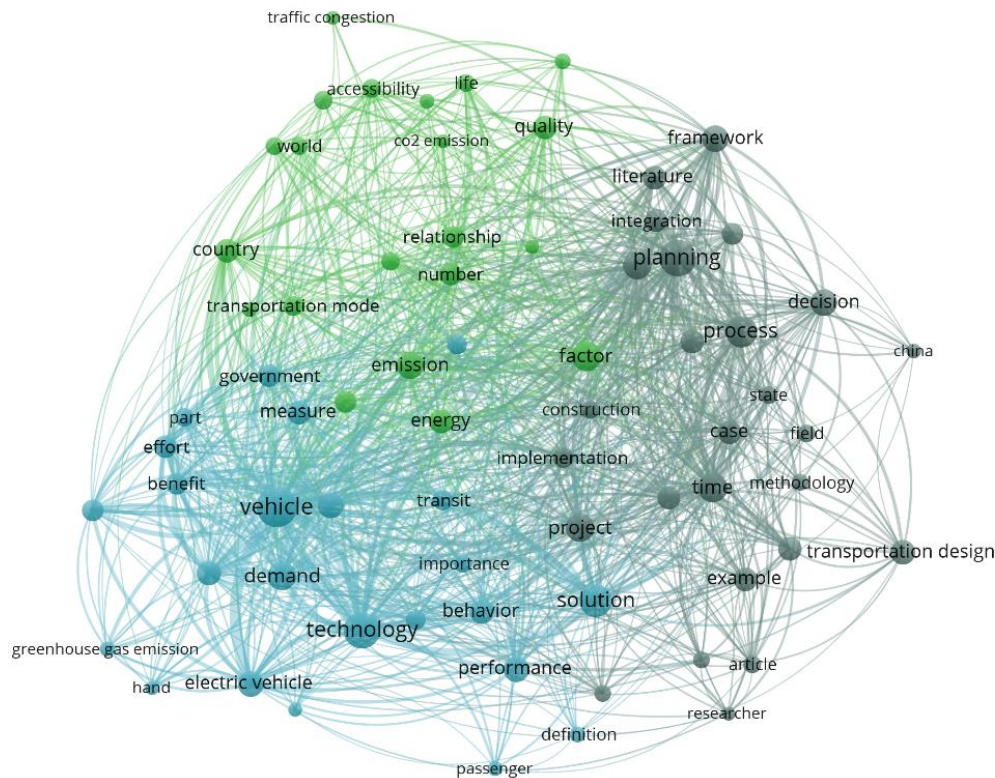 traffic congestion
accessibility
life
co2 emission
quality
world
framework
literature
integration
relationship
country
planning
number
transportation mode
decision
process
china
factor
emission
government
state
construction
measure
part
energy
case
field
effort
implementation
methodology
benefit
time
transit
vehicle
project
transportation design
importance
demand
example
solution
behavior
technology
greenhouse gas emission
article
performance
electric vehicle
hand
researcher
definition
passenger